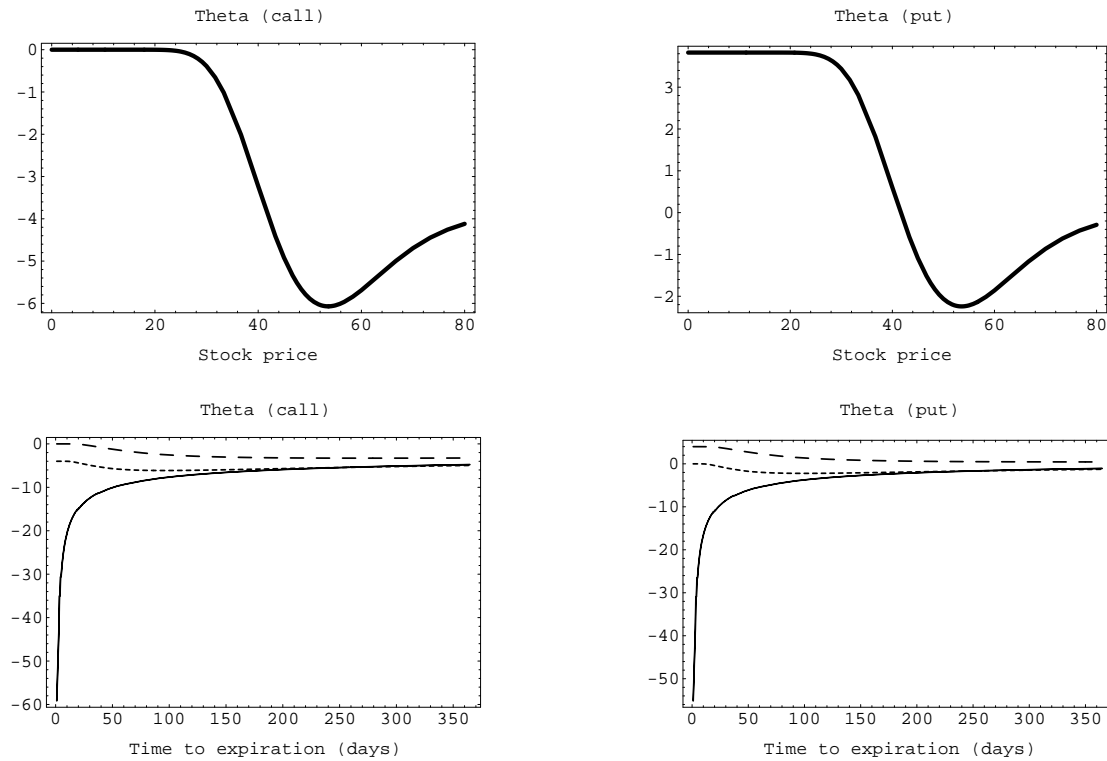 Theta (call)
0
-1
-2
-3
-4
-5
-6
0 20 40 60 80
Stock price
Theta (put)
3
2
1
0
-1
-2
0 20 40 60 80
Stock price
Theta (call)
0
-10
-20
-30
-40
-50
-60
0 50 100 150 200 250 300 350
Time to expiration (days)
Theta (put)
0
-10
-20
-30
-40
-50
0 50 100 150 200 250 300 350
Time to expiration (days)